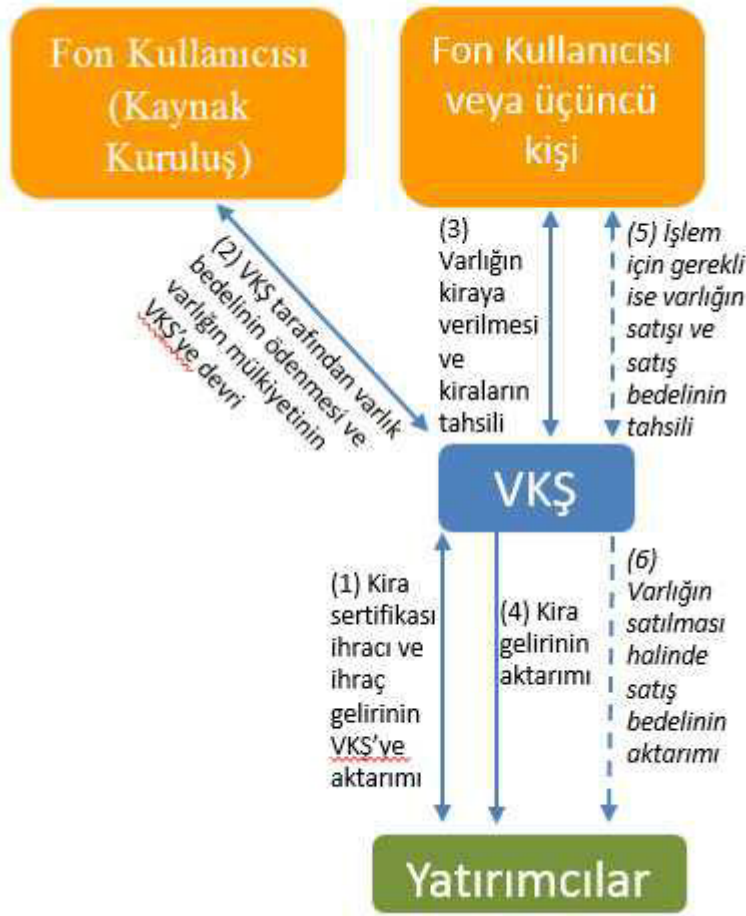 Fon Kullanıcısı
(Kaynak
Kuruluş)
Fon Kullanıcısı
veya üçüncü
kişi
(2) VKŞ tarafından varlık
bedelinin ödenmesi ve
varlığın mülkiyetinin
VKŞ'ye devri
(3)
Varlığın
kiraya
verilmesi
ve
kiraların
tahsili
(5) İşlem
için gerekli
ise varlığın
satışı ve
satış
bedelinin
tahsili
VKŞ
(1) Kira
sertifikası
ihracı ve
ihraç
gelirinin
VKŞ'ye
aktarımı
(4) Kira
gelirinin
aktarımı
(6)
Varlığın
satılması
halinde
satış
bedelinin
aktarımı
Yatırımcılar